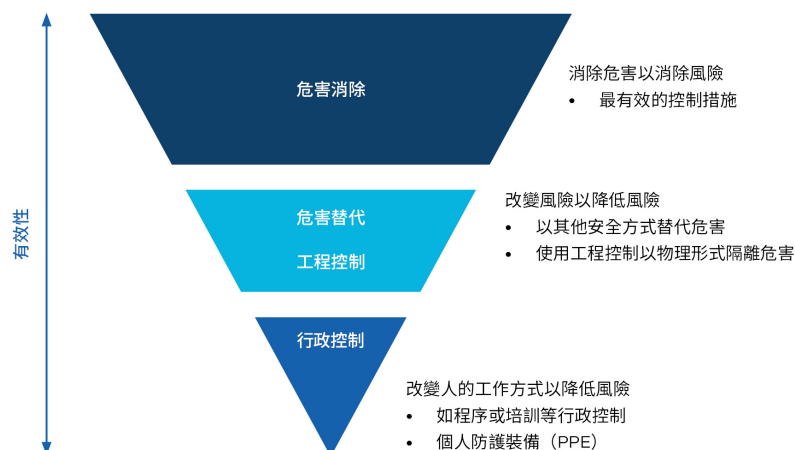 有效性
危害消除
消除危害以消除風險
• 最有效的控制措施
危害替代
工程控制
改變風險以降低風險
• 以其他安全方式替代危害
• 使用工程控制以物理形式隔離危害
行政控制
改變人的工作方式以降低風險
• 如程序或培訓等行政控制
• 個人防護裝備（PPE）